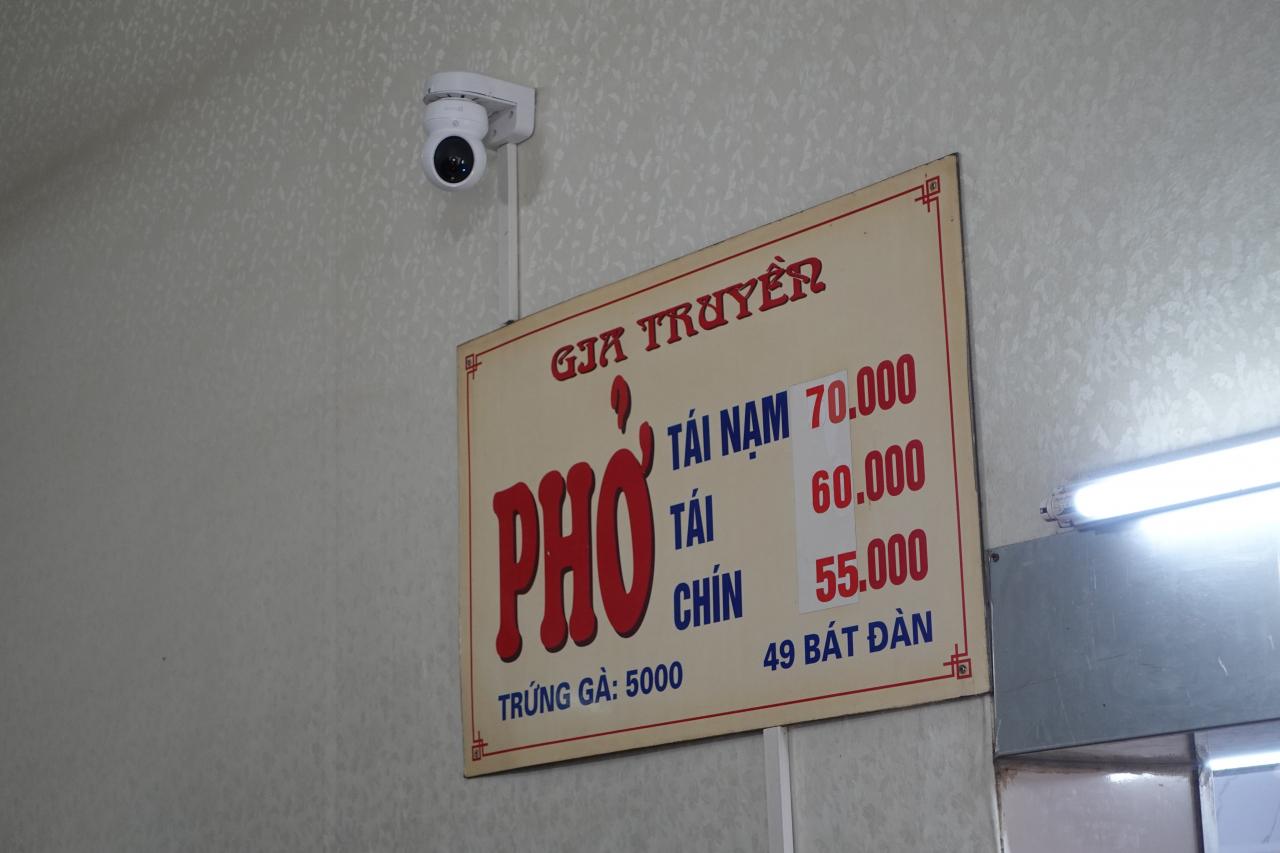 GIA TRUYỀN
PHỞ
TÁI NẠM 70.000
TÁI 60.000
CHÍN 55.000
TRỨNG GÀ: 5000
49 BÁT ĐÀN